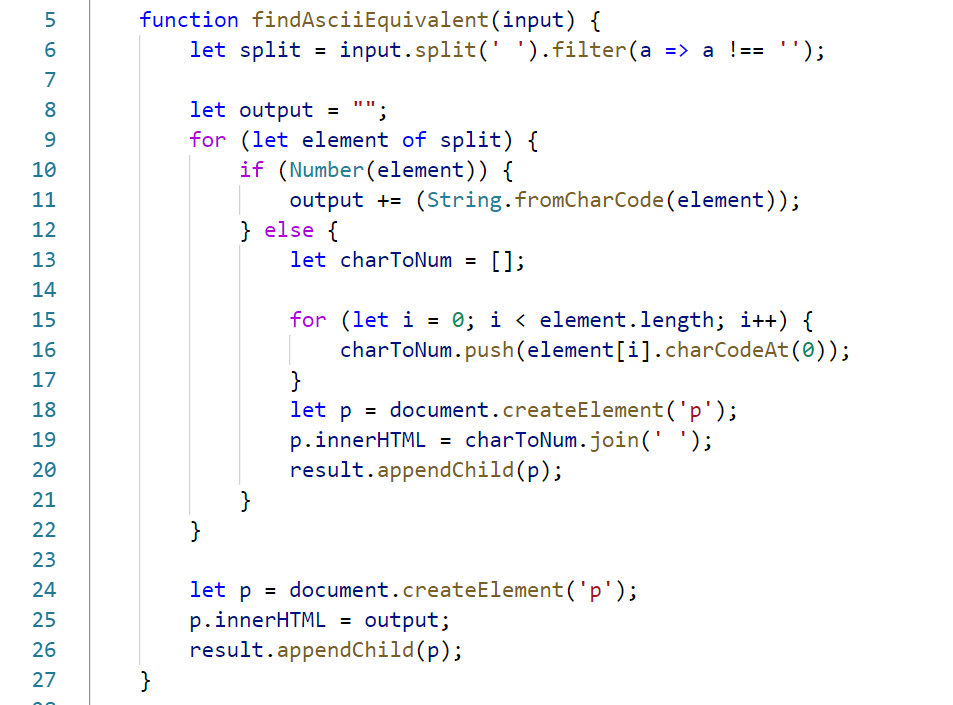 5 function findAsciiEquivalent(input) {
6 let split = input.split(' ').filter(a => a !== '');
7
8 let output = "";
9 for (let element of split) {
10 if (Number(element)) {
11 output += (String.fromCharCode(element));
12 } else {
13 let charToNum = [];
14
15 for (let i = 0; i < element.length; i++) {
16 charToNum.push(element[i].charCodeAt(0));
17 }
18 let p = document.createElement('p');
19 p.innerHTML = charToNum.join(' ');
20 result.appendChild(p);
21 }
22 }
23
24 let p = document.createElement('p');
25 p.innerHTML = output;
26 result.appendChild(p);
27 }